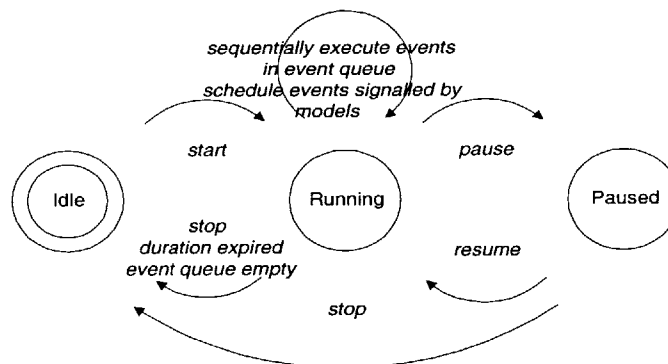 sequentially execute events
in event queue
schedule events signalled by
models
start
pause
Idle
Running
Paused
stop
duration expired
event queue empty
resume
stop